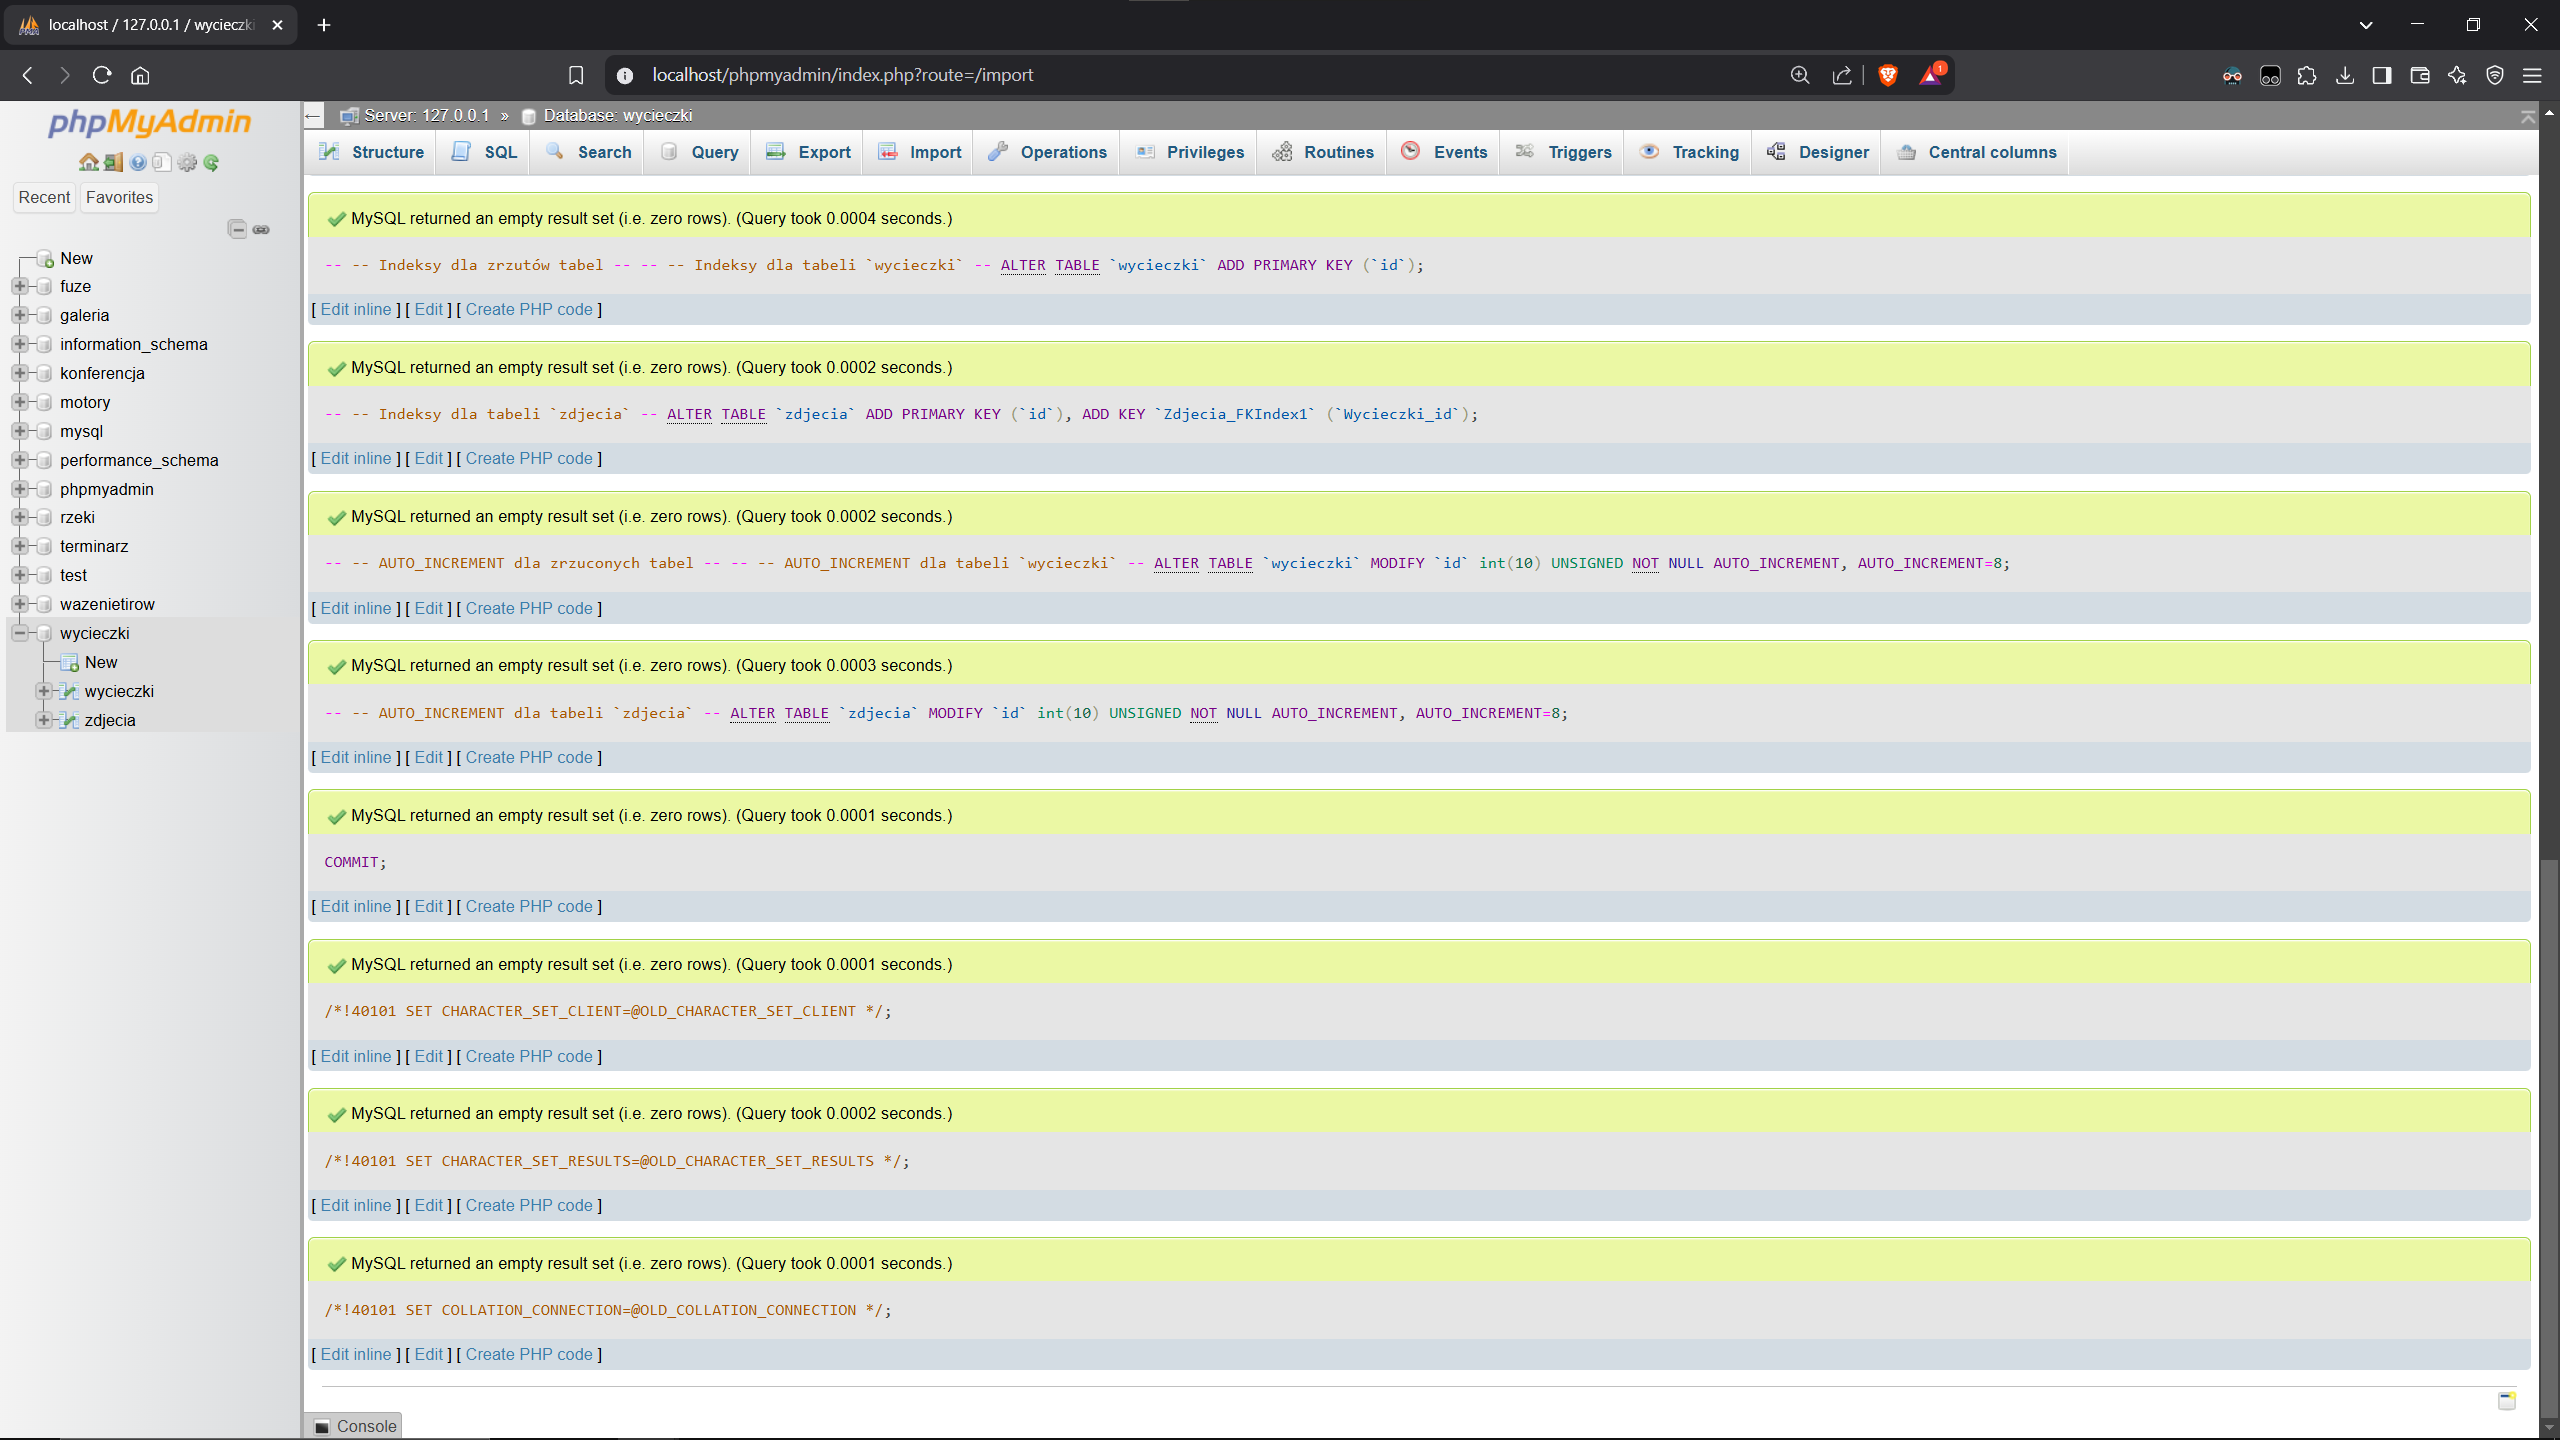 localhost / 127.0.0.1 / wycieczki
localhost/phpmyadmin/index.php?route=/import
1
phpMyAdmin
Recent
Favorites
New
fuze
galeria
information_schema
konferencja
motory
mysql
performance_schema
phpmyadmin
rzeki
terminarz
test
wazenietirow
wycieczki
New
wycieczki
zdjecia
Server: 127.0.0.1 » Database: wycieczki
Structure SQL Search Query Export Import Operations Privileges Routines Events Triggers Tracking Designer Central columns
MySQL returned an empty result set (i.e. zero rows). (Query took 0.0004 seconds.)
-- -- Indeksy dla zrzutów tabel -- -- -- Indeksy dla tabeli `wycieczki` -- ALTER TABLE `wycieczki` ADD PRIMARY KEY (`id`);
[ Edit inline ] [ Edit ] [ Create PHP code ]
MySQL returned an empty result set (i.e. zero rows). (Query took 0.0002 seconds.)
-- -- Indeksy dla tabeli `zdjecia` -- ALTER TABLE `zdjecia` ADD PRIMARY KEY (`id`), ADD KEY `Zdjecia_FKIndex1` (`Wycieczki_id`);
[ Edit inline ] [ Edit ] [ Create PHP code ]
MySQL returned an empty result set (i.e. zero rows). (Query took 0.0002 seconds.)
-- -- AUTO_INCREMENT dla zrzuconych tabel -- -- -- AUTO_INCREMENT dla tabeli `wycieczki` -- ALTER TABLE `wycieczki` MODIFY `id` int(10) UNSIGNED NOT NULL AUTO_INCREMENT, AUTO_INCREMENT=8;
[ Edit inline ] [ Edit ] [ Create PHP code ]
MySQL returned an empty result set (i.e. zero rows). (Query took 0.0003 seconds.)
-- -- AUTO_INCREMENT dla tabeli `zdjecia` -- ALTER TABLE `zdjecia` MODIFY `id` int(10) UNSIGNED NOT NULL AUTO_INCREMENT, AUTO_INCREMENT=8;
[ Edit inline ] [ Edit ] [ Create PHP code ]
MySQL returned an empty result set (i.e. zero rows). (Query took 0.0001 seconds.)
COMMIT;
[ Edit inline ] [ Edit ] [ Create PHP code ]
MySQL returned an empty result set (i.e. zero rows). (Query took 0.0001 seconds.)
/*!40101 SET CHARACTER_SET_CLIENT=@OLD_CHARACTER_SET_CLIENT */;
[ Edit inline ] [ Edit ] [ Create PHP code ]
MySQL returned an empty result set (i.e. zero rows). (Query took 0.0002 seconds.)
/*!40101 SET CHARACTER_SET_RESULTS=@OLD_CHARACTER_SET_RESULTS */;
[ Edit inline ] [ Edit ] [ Create PHP code ]
MySQL returned an empty result set (i.e. zero rows). (Query took 0.0001 seconds.)
/*!40101 SET COLLATION_CONNECTION=@OLD_COLLATION_CONNECTION */;
[ Edit inline ] [ Edit ] [ Create PHP code ]
Console